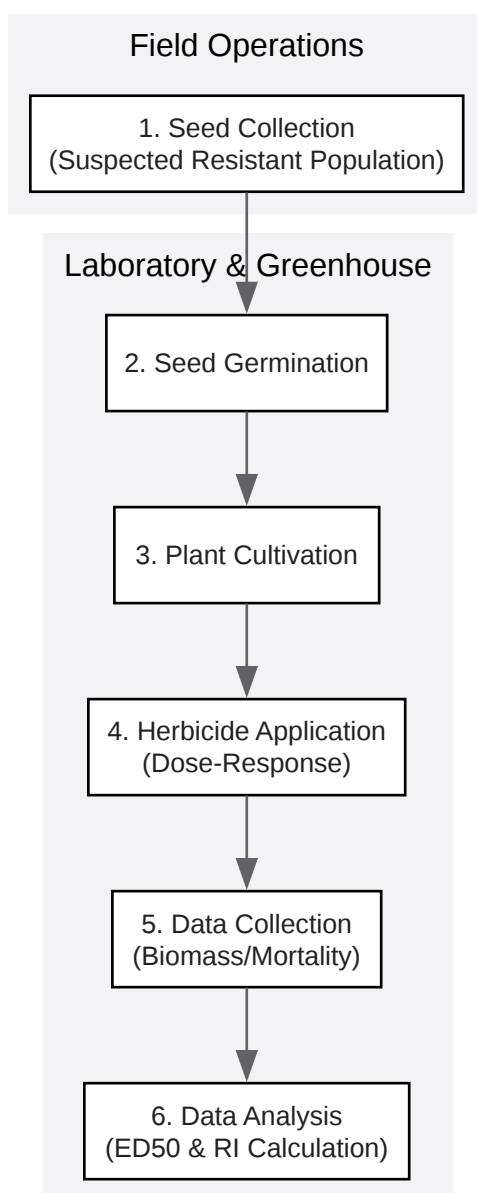 Field Operations
1. Seed Collection
(Suspected Resistant Population)
Laboratory & Greenhouse
2. Seed Germination
3. Plant Cultivation
4. Herbicide Application
(Dose-Response)
5. Data Collection
(Biomass/Mortality)
6. Data Analysis
(ED50 & RI Calculation)